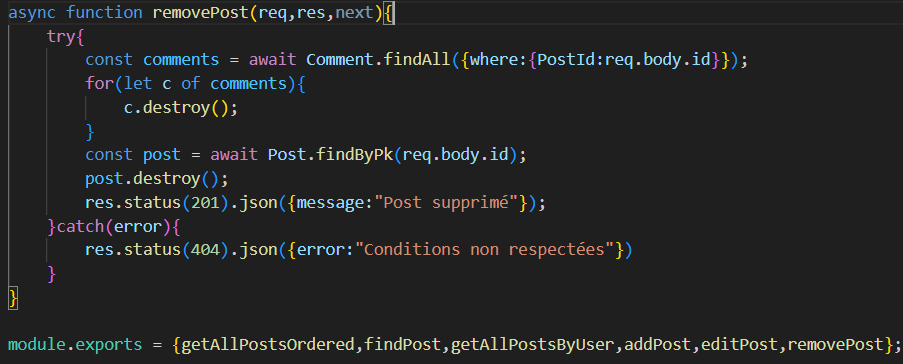 async function removePost(req,res,next){
    try{
        const comments = await Comment.findAll({where:{PostId:req.body.id}});
        for(let c of comments){
            c.destroy();
        }
        const post = await Post.findByPk(req.body.id);
        post.destroy();
        res.status(201).json({message:"Post supprimé"});
    }catch(error){
        res.status(404).json({error:"Conditions non respectées"})
    }
}
module.exports = {getAllPostsOrdered,findPost,getAllPostsByUser,addPost,editPost,removePost};